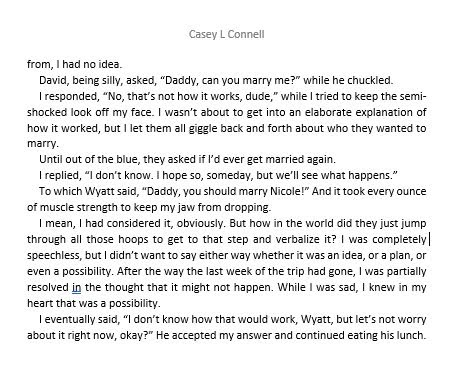 Casey L Connell
from, I had no idea.
David, being silly, asked, “Daddy, can you marry me?” while he chuckled.
I responded, “No, that’s not how it works, dude,” while I tried to keep the semi-
shocked look off my face. I wasn’t about to get into an elaborate explanation of
how it worked, but I let them all giggle back and forth about who they wanted to
marry.
Until out of the blue, they asked if I’d ever get married again.
I replied, “I don’t know. I hope so, someday, but we’ll see what happens.”
To which Wyatt said, “Daddy, you should marry Nicole!” And it took every ounce
of muscle strength to keep my jaw from dropping.
I mean, I had considered it, obviously. But how in the world did they just jump
through all those hoops to get to that step and verbalize it? I was completely
speechless, but I didn’t want to say either way whether it was an idea, or a plan, or
even a possibility. After the way the last week of the trip had gone, I was partially
resolved in the thought that it might not happen. While I was sad, I knew in my
heart that was a possibility.
I eventually said, “I don’t know how that would work, Wyatt, but let’s not worry
about it right now, okay?” He accepted my answer and continued eating his lunch.